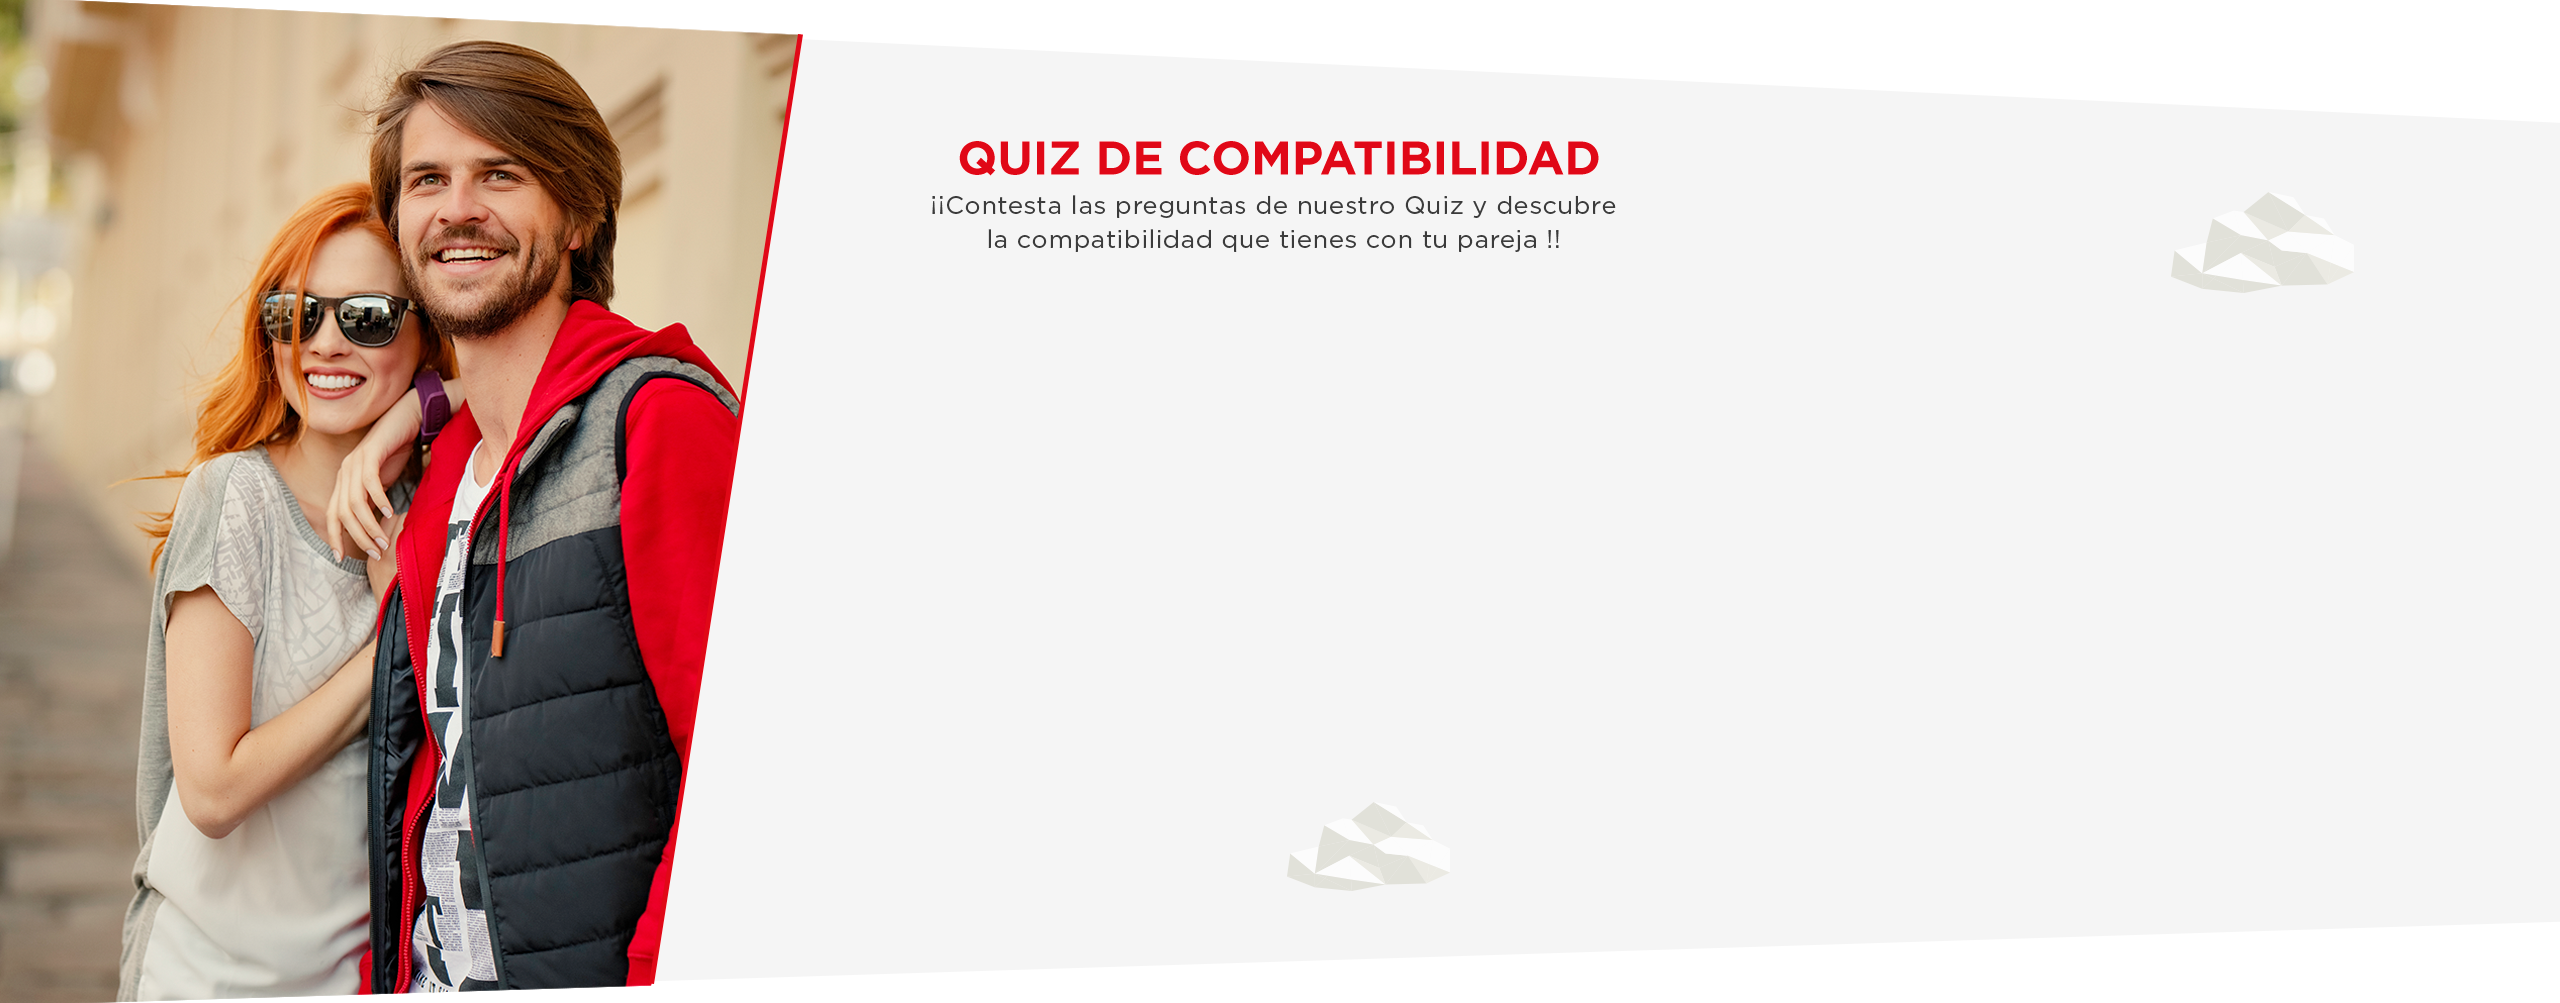 QUIZ DE COMPATIBILIDAD
¡¡Contesta las preguntas de nuestro Quiz y descubre
la compatibilidad que tienes con tu pareja !!